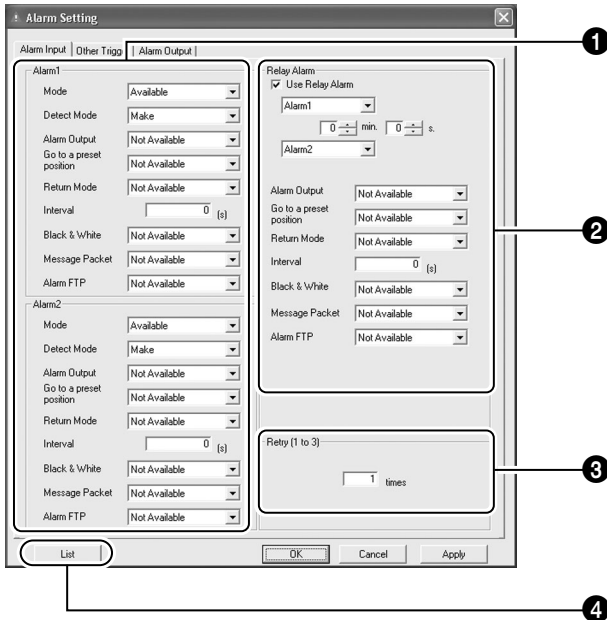 Alarm Setting
Alarm Input
Other Trigg
Alarm Output
1
Alarm1
Mode Available
Detect Mode Make
Alarm Output Not Available
Go to a preset position Not Available
Return Mode Not Available
Interval 0 (s)
Black & White Not Available
Message Packet Not Available
Alarm FTP Not Available
Alarm2
Mode Available
Detect Mode Make
Alarm Output Not Available
Go to a preset position Not Available
Return Mode Not Available
Interval 0 (s)
Black & White Not Available
Message Packet Not Available
Alarm FTP Not Available
Relay Alarm
Use Relay Alarm
Alarm1
0 min. 0 s.
Alarm2
Alarm Output Not Available
Go to a preset position Not Available
Return Mode Not Available
Interval 0 (s)
Black & White Not Available
Message Packet Not Available
Alarm FTP Not Available
2
Retry (1 to 3)
1 times
3
List
OK
Cancel
Apply
4